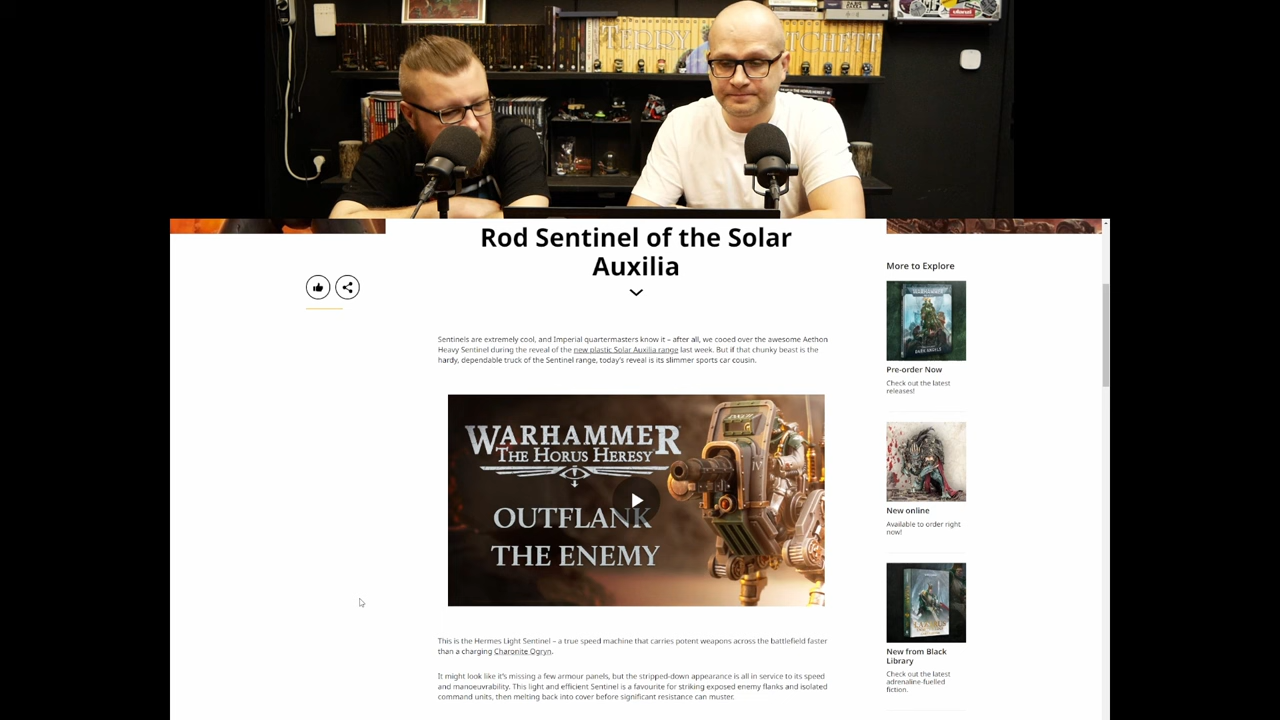 TERRY PRATCHETT
Rod Sentinel of the Solar
Auxilia
More to Explore
Sentinels are extremely cool, and Imperial quartermasters know it – after all, we cooed over the awesome Aethon
Heavy Sentinel during the reveal of the new plastic Solar Auxilia range last week. But if that chunky beast is the
hardy, dependable truck of the Sentinel range, today's reveal is its slimmer sports car cousin.
WARHAMMER
THE HORUS HERESY
OUTFLANK
THE ENEMY
IV
WARHAMMER
DARK ANGELS
Pre-order Now
Check out the latest
releases!
New online
Available to order right
now!
New from Black
Library
Check out the latest
adrenaline-fuelled
fiction.
This is the Hermes Light Sentinel – a true speed machine that carries potent weapons across the battlefield faster
than a charging Charonite Ogryn.
It might look like it's missing a few armour panels, but the stripped-down appearance is all in service to its speed
and manoeuvrability. This light and efficient Sentinel is a favourite for striking exposed enemy flanks and isolated
command units, then melting back into cover before significant resistance can muster.